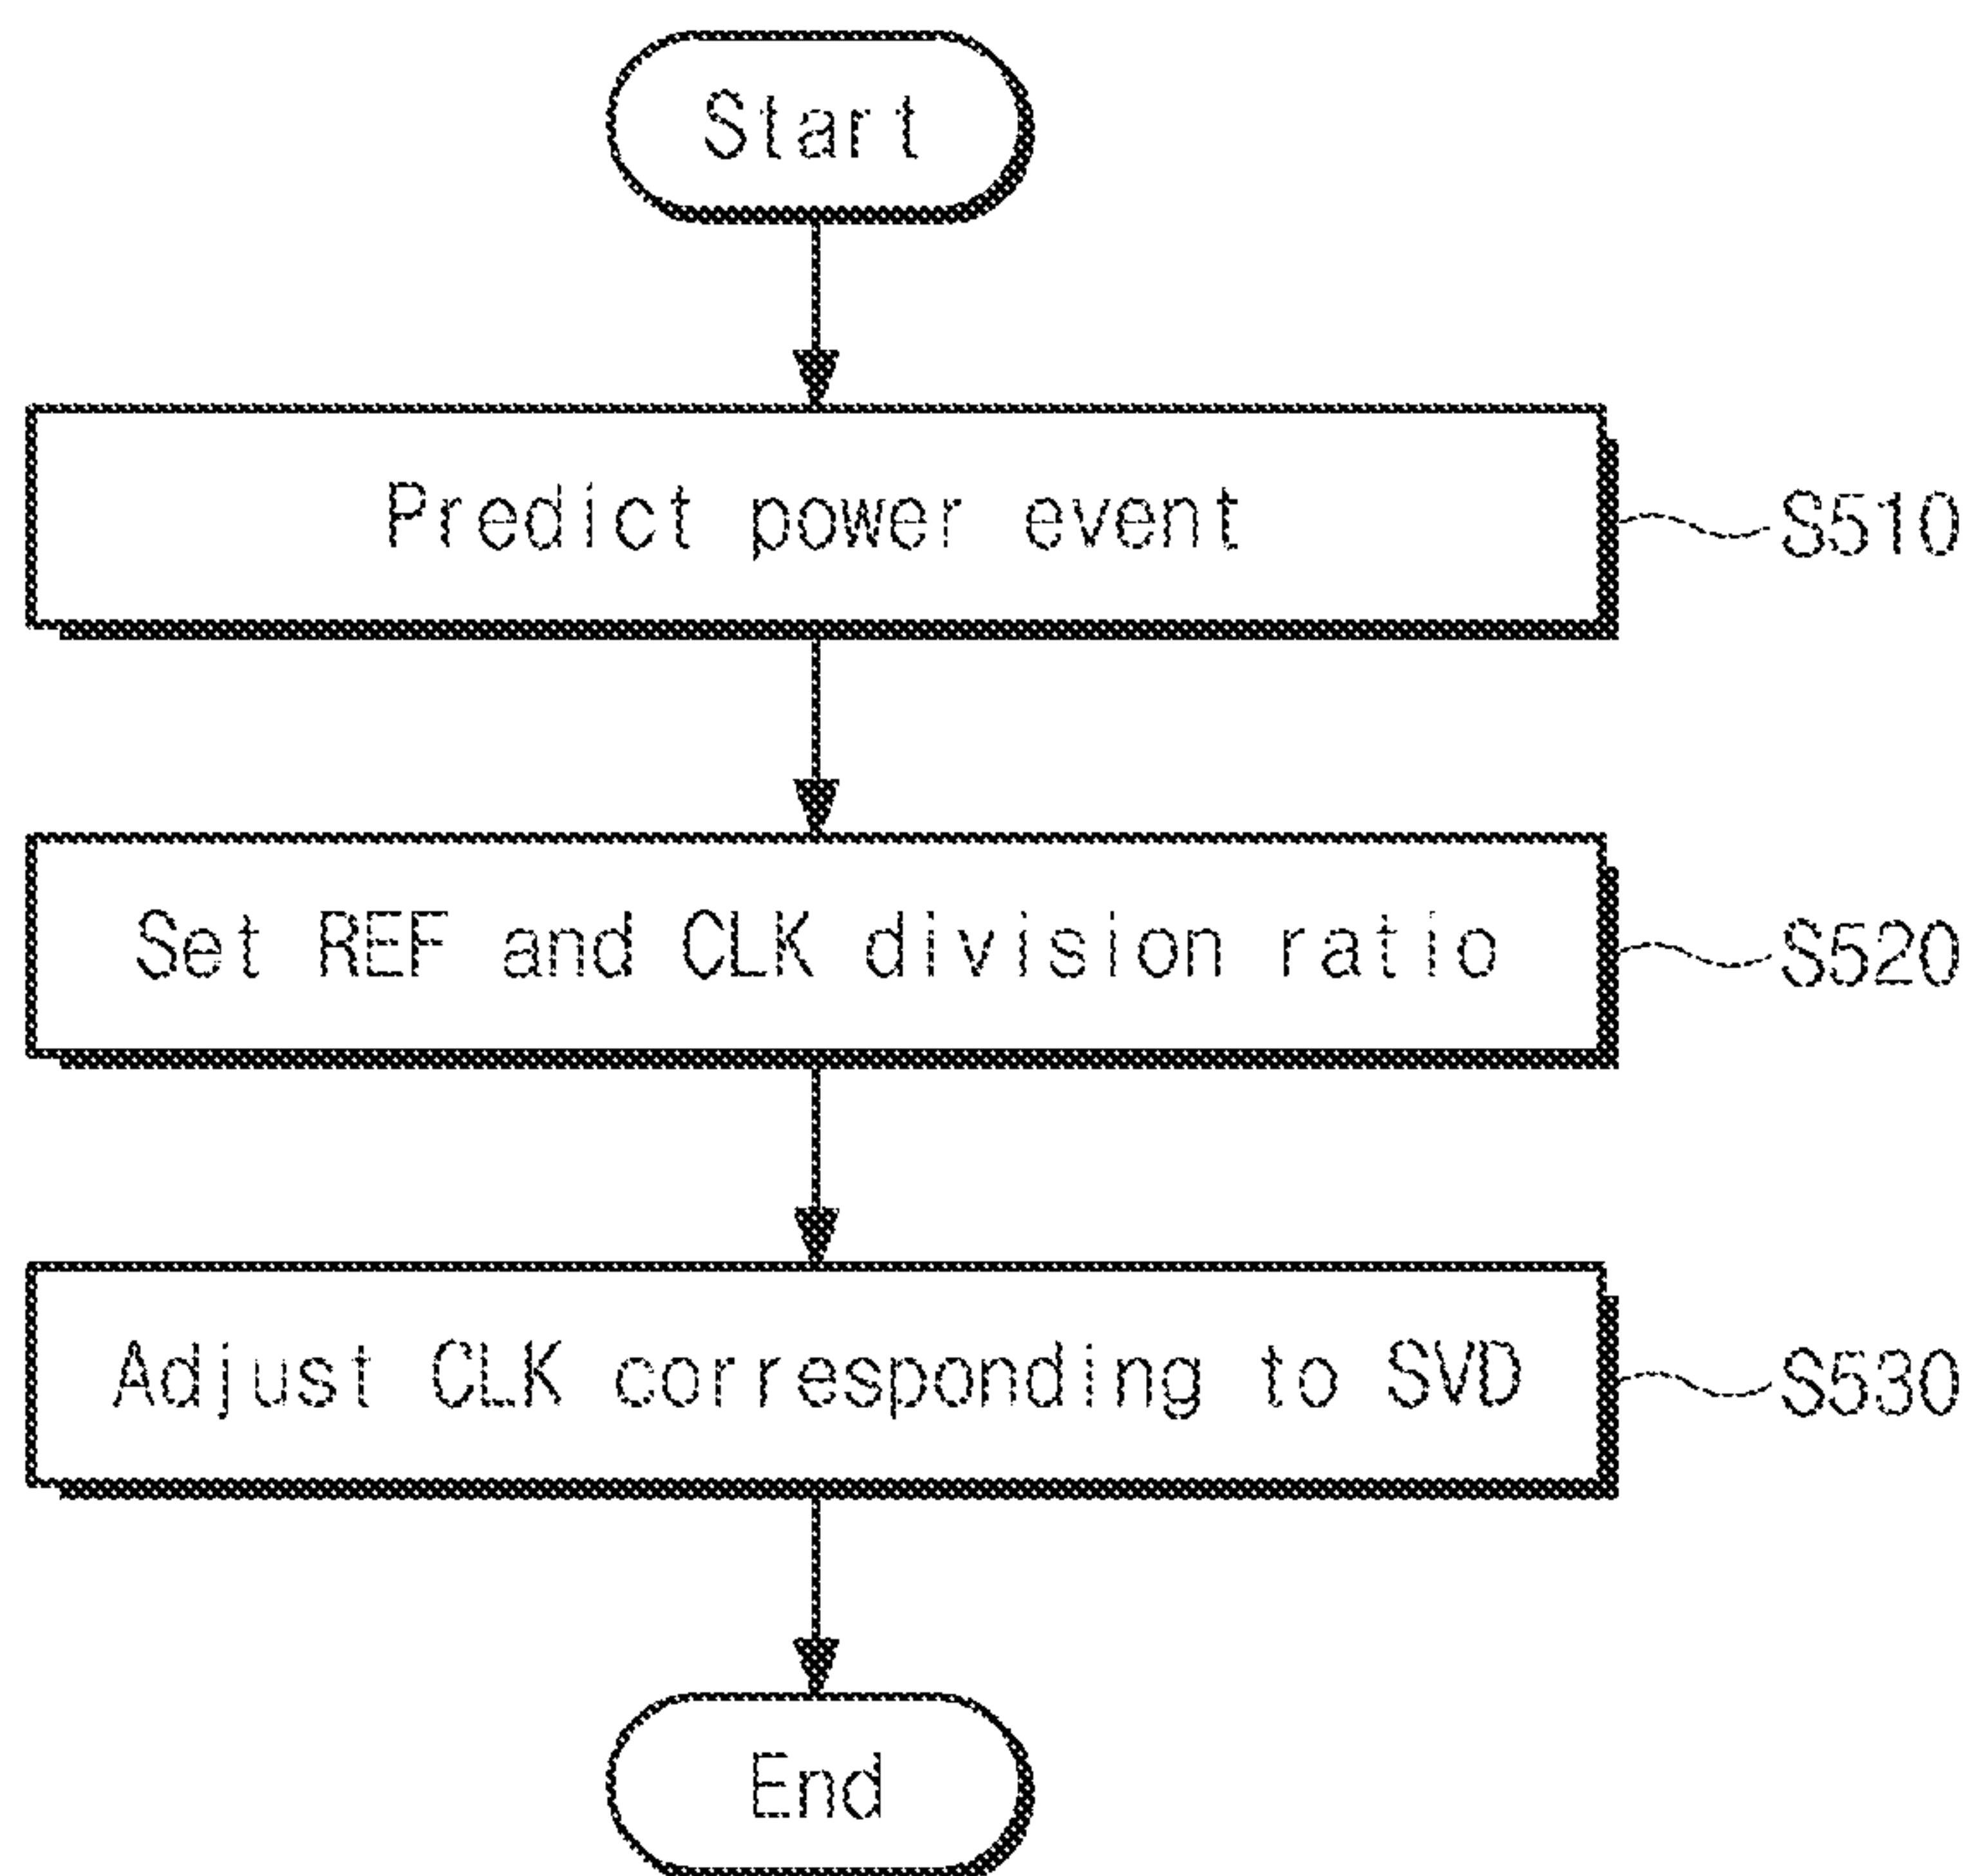 Start
Predict power event
S510
Set REF and CLK division ratio
S520
Adjust CLK corresponding to SVD
S530
End